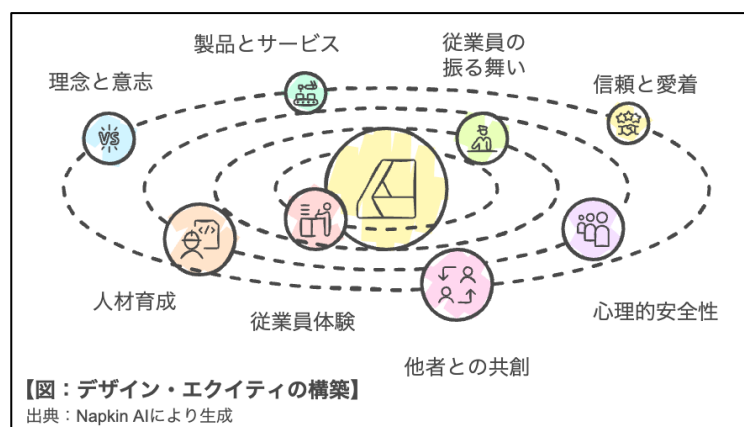 製品とサービス
従業員の
振る舞い
理念と意志
信頼と愛着
VS
人材育成
従業員体験
心理的安全性
他者との共創
【図：デザイン・エクイティの構築】
出典：Napkin AIにより生成